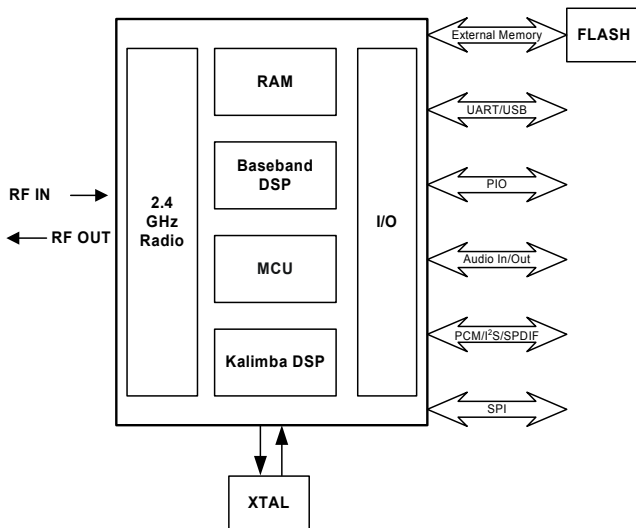 External Memory
FLASH
RAM
UART/USB
Baseband
DSP
PIO
RF IN
2.4
GHz
Radio
I/O
RF OUT
MCU
Audio In/Out
PCM/I²S/SPDIF
Kalimba DSP
SPI
XTAL